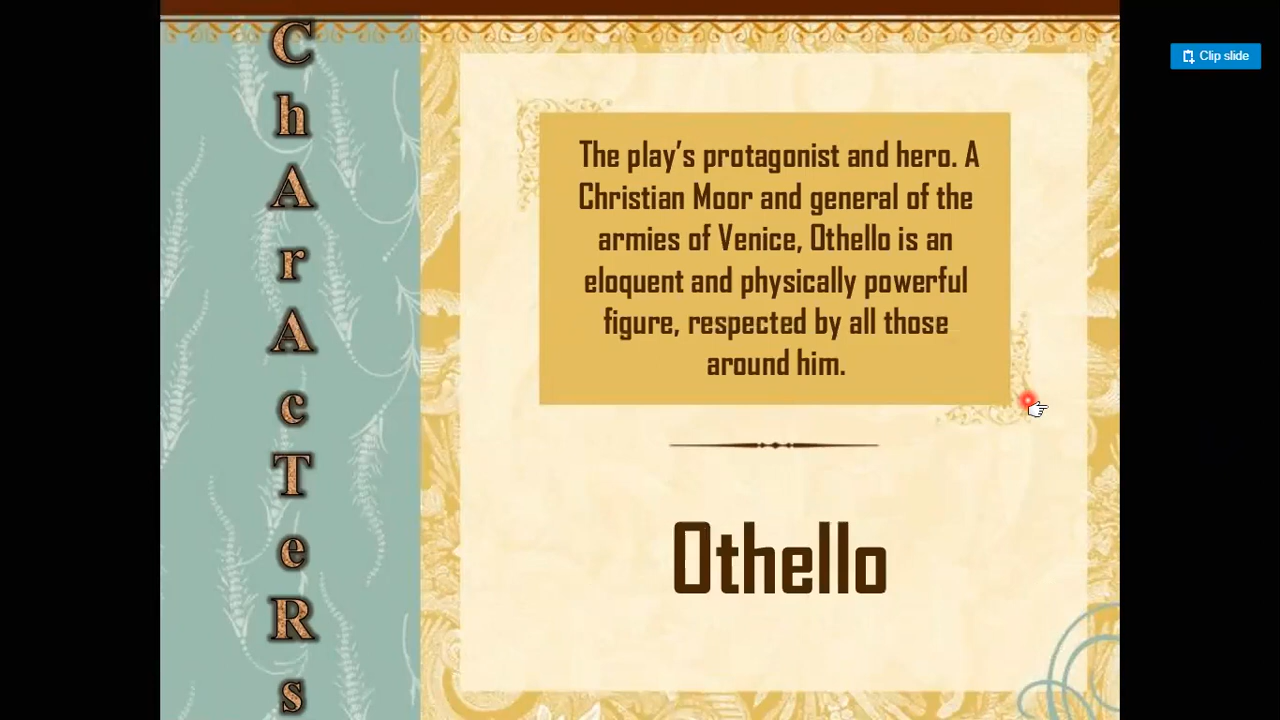 ChArAcTeRs
The play's protagonist and hero. A
Christian Moor and general of the
armies of Venice, Othello is an
eloquent and physically powerful
figure, respected by all those
around him.
Othello
Clip slide